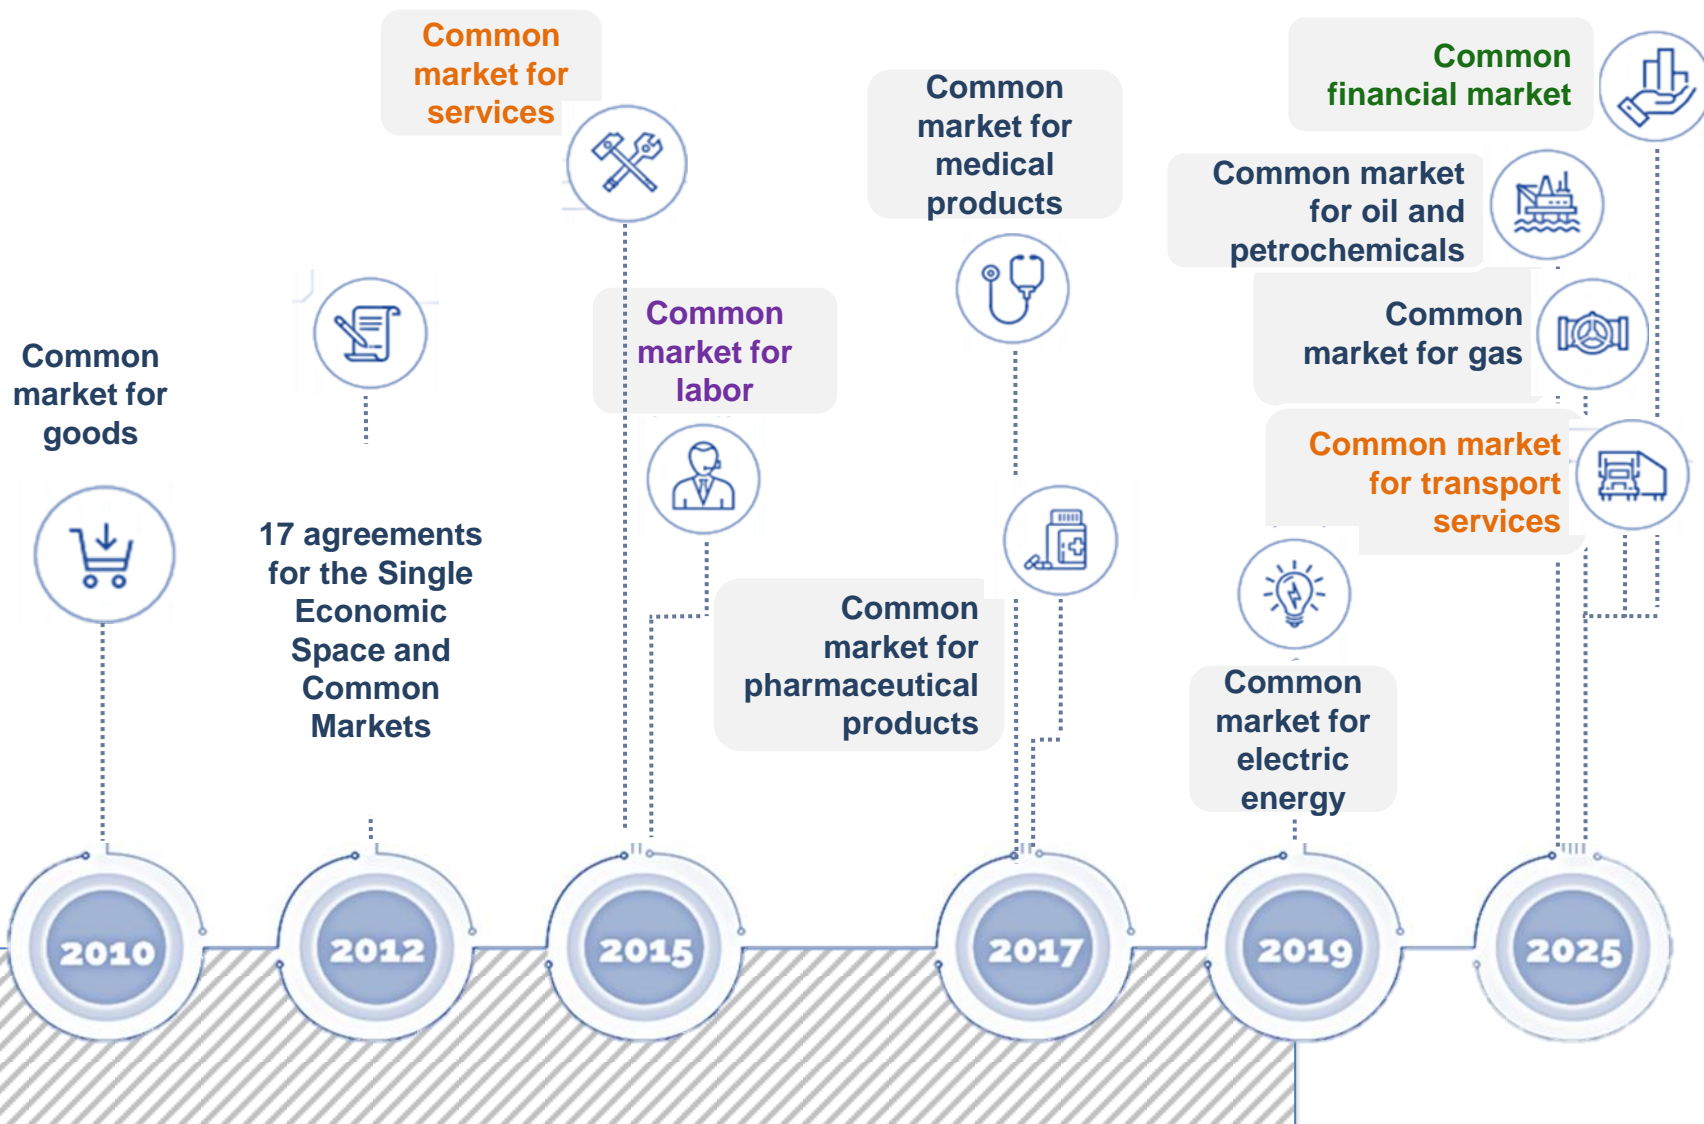 Common
market for
goods
17 agreements
for the Single
Economic
Space and
Common
Markets
Common
market for
services
Common
market for
labor
Common
market for
medical
products
Common
market for
pharmaceutical
products
Common
market for
electric
energy
Common
financial market
Common market
for oil and
petrochemicals
Common
market for gas
Common market
for transport
services
2010
2012
2015
2017
2019
2025